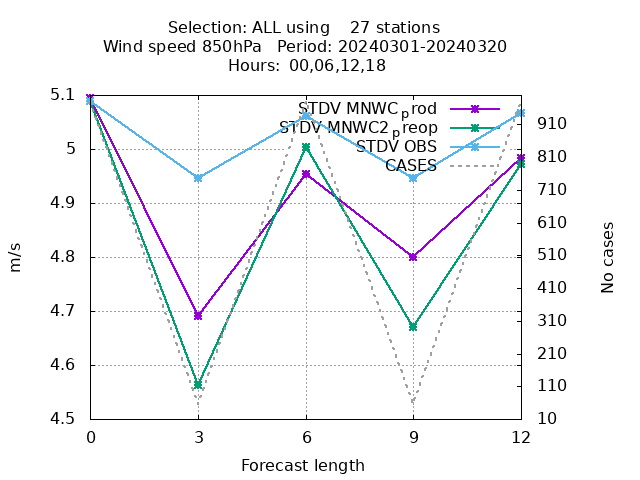 Selection: ALL using    27 stations
Wind speed 850hPa   Period: 20240301-20240320
Hours: 00,06,12,18
STDV MNWC_prod
STDV MNWC2_preop
STDV OBS
CASES
5.1
5
4.9
4.8
4.7
4.6
4.5
m/s
910
810
710
610
510
410
310
210
110
10
No cases
0 3 6 9 12
Forecast length